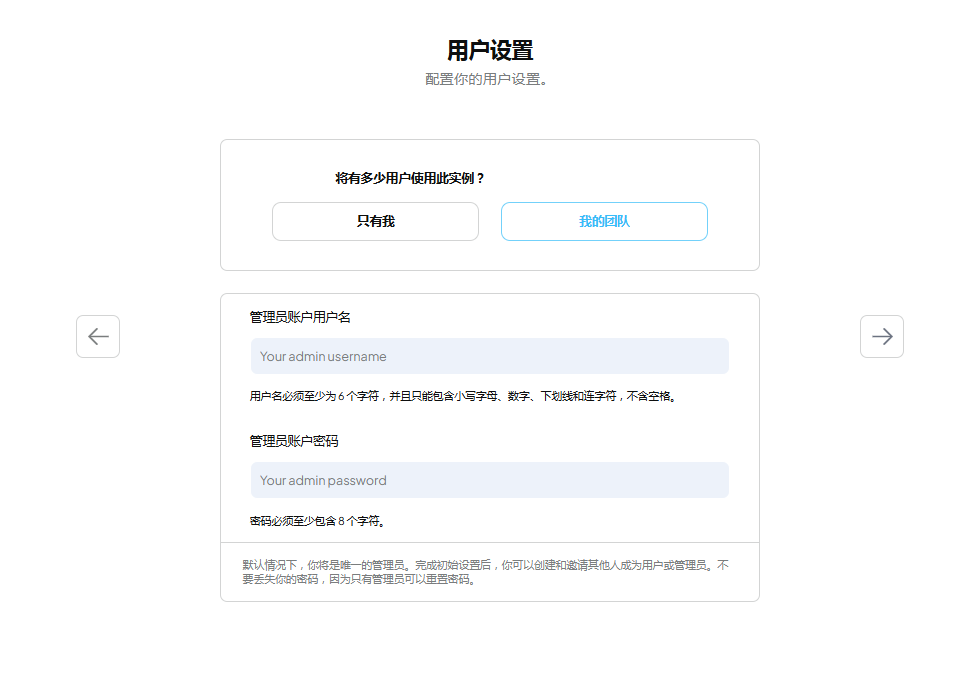 用户设置
配置你的用户设置。
将有多少用户使用此实例？
只有我
我的团队
管理员账户用户名
Your admin username
用户名必须至少为 6 个字符，并且只能包含小写字母、数字、下划线和连字符，不含空格。
管理员账户密码
Your admin password
密码必须至少包含 8 个字符。
默认情况下，你将是唯一的管理员。完成初始设置后，你可以创建和邀请其他人成为用户或管理员。不
要丢失你的密码，因为只有管理员可以重置密码。